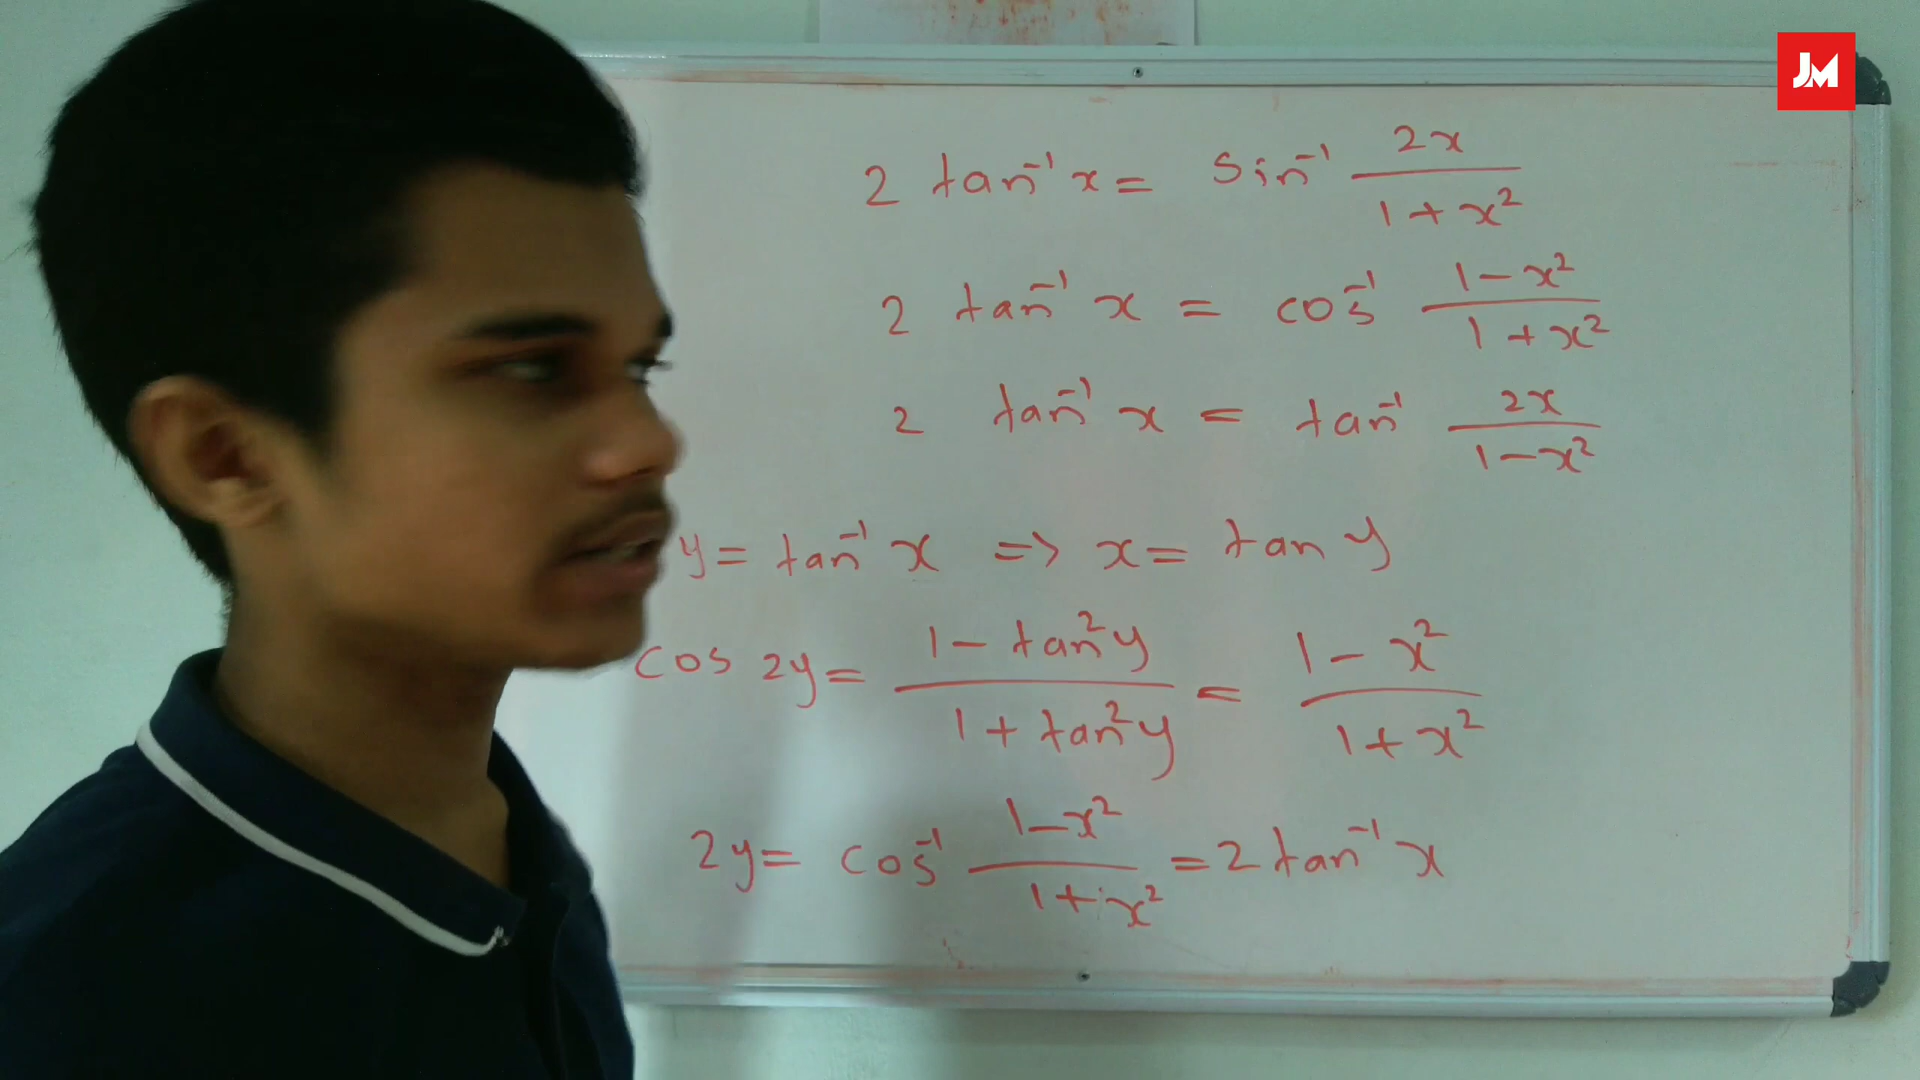 JM
2 tan⁻¹ x = sin⁻¹ 2x/(1+x²)
2 tan⁻¹ x = cos⁻¹ (1-x²)/(1+x²)
2 tan⁻¹ x = tan⁻¹ 2x/(1-x²)
y = tan⁻¹ x => x = tan y
cos 2y = (1 - tan²y)/(1 + tan²y) = (1 - x²)/(1 + x²)
2y = cos⁻¹ (1-x²)/(1+x²) = 2 tan⁻¹ x